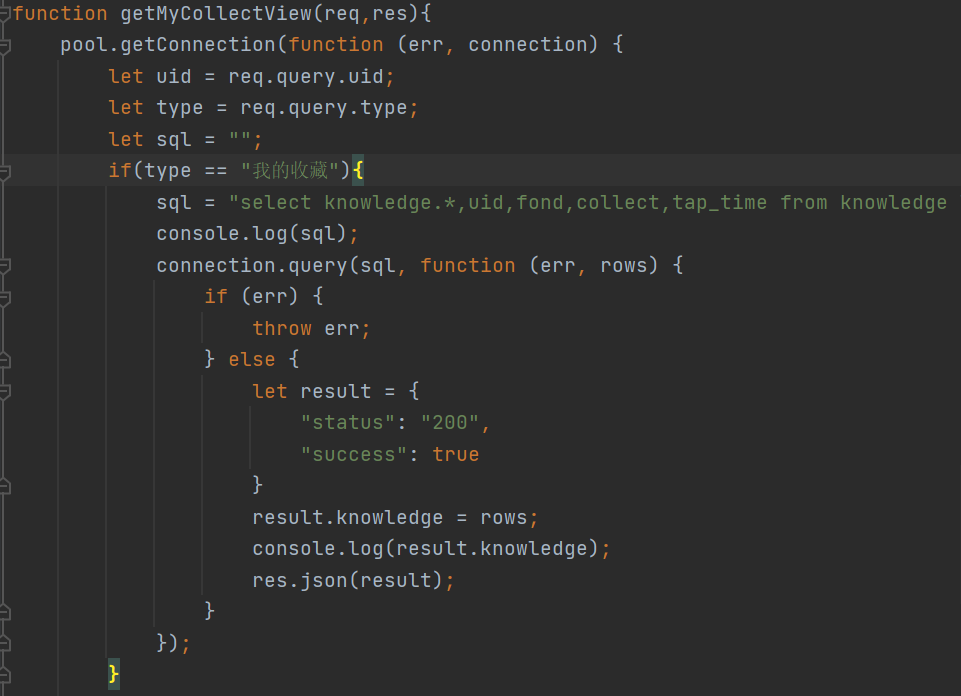 function getMyCollectView(req,res){
    pool.getConnection(function (err, connection) {
        let uid = req.query.uid;
        let type = req.query.type;
        let sql = "";
        if(type == "我的收藏"){
            sql = "select knowledge.*,uid,fond,collect,tap_time from knowledge
            console.log(sql);
            connection.query(sql, function (err, rows) {
                if (err) {
                    throw err;
                } else {
                    let result = {
                        "status": "200",
                        "success": true
                    }
                    result.knowledge = rows;
                    console.log(result.knowledge);
                    res.json(result);
                }
            });
        }